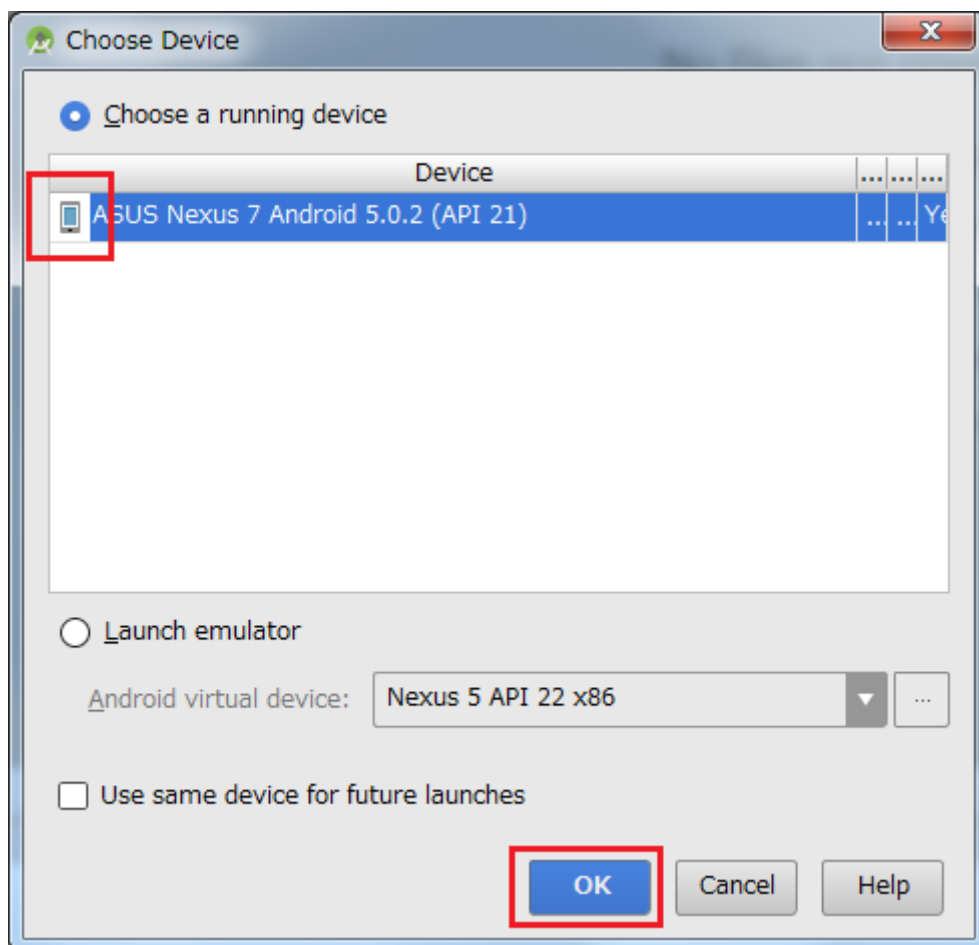 Choose Device
Choose a running device
Device ... ... ...
ASUS Nexus 7 Android 5.0.2 (API 21) ... ... Ye
Launch emulator
Android virtual device: Nexus 5 API 22 x86 ...
Use same device for future launches
OK Cancel Help